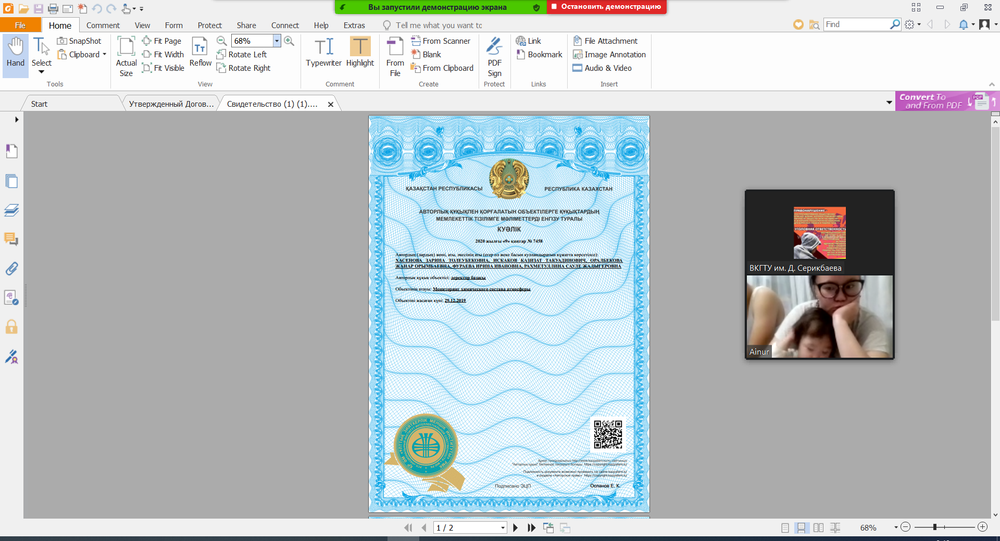 Вы запустили демонстрацию экрана
Остановить демонстрацию
File
Home
Comment
View
Form
Protect
Share
Connect
Help
Extras
Tell me what you want to
Find
Hand
Select
SnapShot
Clipboard
Tools
Actual Size
Fit Page
Fit Width
Fit Visible
Reflow
68%
Rotate Left
Rotate Right
View
Typewriter
Highlight
Comment
From File
From Scanner
Blank
From Clipboard
Create
PDF Sign
Protect
Link
Bookmark
Links
File Attachment
Image Annotation
Audio & Video
Insert
Start
Утвержденный Догов...
Свидетельство (1) (1)....
Convert To
and From PDF
PDF
ҚАЗАҚСТАН РЕСПУБЛИКАСЫ
РЕСПУБЛИКА КАЗАХСТАН
АВТОРЛЫҚ ҚҰҚЫҚПЕН ҚОРҒАЛАТЫН ОБЪЕКТІЛЕРГЕ ҚҰҚЫҚТАРДЫҢ
МЕМЛЕКЕТТІК ТІЗІЛІМГЕ МӘЛІМЕТТЕРДІ ЕНГІЗУ ТУРАЛЫ
КУӘЛІК
2020 жылғы «9» қаңтар № 7458
Автордың (лардың) жөні, аты, әкесінің аты (егер ол жеке басын куәландыратын құжатта көрсетілсе):
ХАСЕНОВА ЗАРИНА ТОЛЕУБЕКОВНА, ИСКАКОВ КАЗИЗАТ ТАКУАДИНОВИЧ, ОРАЛБЕКОВА
ЖАНАР ОРЫМБАЕВНА, ФУРАЕВА ИРИНА ИВАНОВНА, РАХМЕТУЛЛИНА САУЛЕ ЖАДЫГЕРОВНА
Авторлық құқық объектісі: деректер базасы
Объектінің атауы: Мониторинг химического состава атмосферы
Объектіні жасаған күні: 29.12.2019
Құжат түпнұсқалығын http://www.kazpatent.kz/ru сайтының
"Авторлық құқық" бөлімінде тексеруге болады https://copyright.kazpatent.kz
Подлинность документа возможно проверить на сайте kazpatent.kz
в разделе «Авторское право» https://copyright.kazpatent.kz
Подписано ЭЦП
Оспанов Е. К.
ПРАВОНАРУШЕНИЕ
УГОЛОВНАЯ ОТВЕТСТВЕННОСТЬ
ВКГТУ им. Д. Серикбаева
Ainur
1 / 2
68%